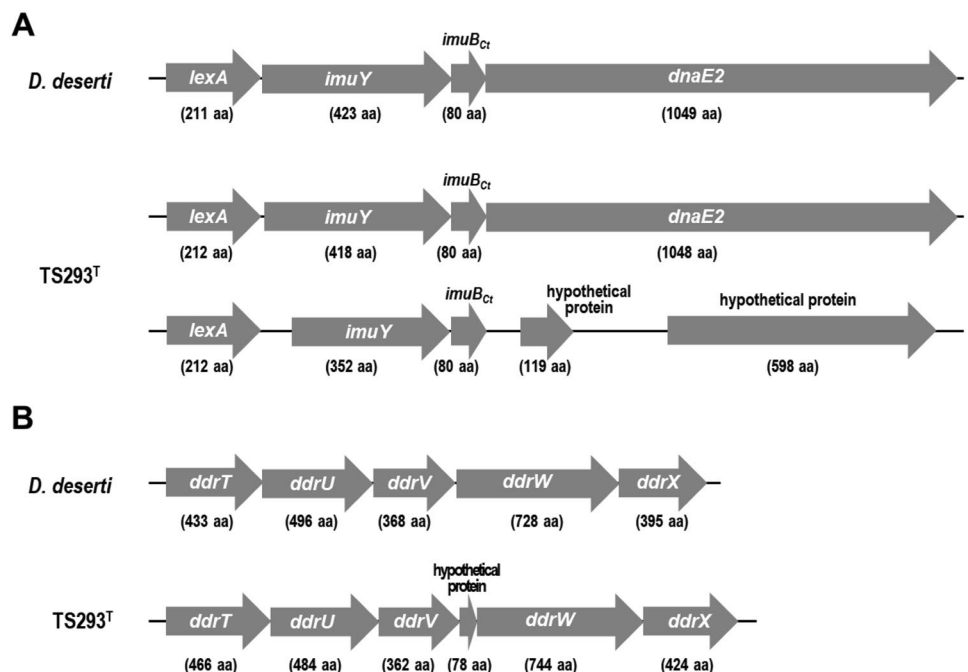 A
imuB_Ct
D. deserti lexA imuY dnaE2
(211 aa) (423 aa) (80 aa) (1049 aa)
imuB_Ct
lexA imuY dnaE2
(212 aa) (418 aa) (80 aa) (1048 aa)
TS293ᵀ
imuB_Ct hypothetical protein hypothetical protein
lexA imuY
(212 aa) (352 aa) (80 aa) (119 aa) (598 aa)
B
D. deserti ddrT ddrU ddrV ddrW ddrX
(433 aa) (496 aa) (368 aa) (728 aa) (395 aa)
hypothetical
protein
TS293ᵀ ddrT ddrU ddrV ddrW ddrX
(466 aa) (484 aa) (362 aa) (78 aa) (744 aa) (424 aa)